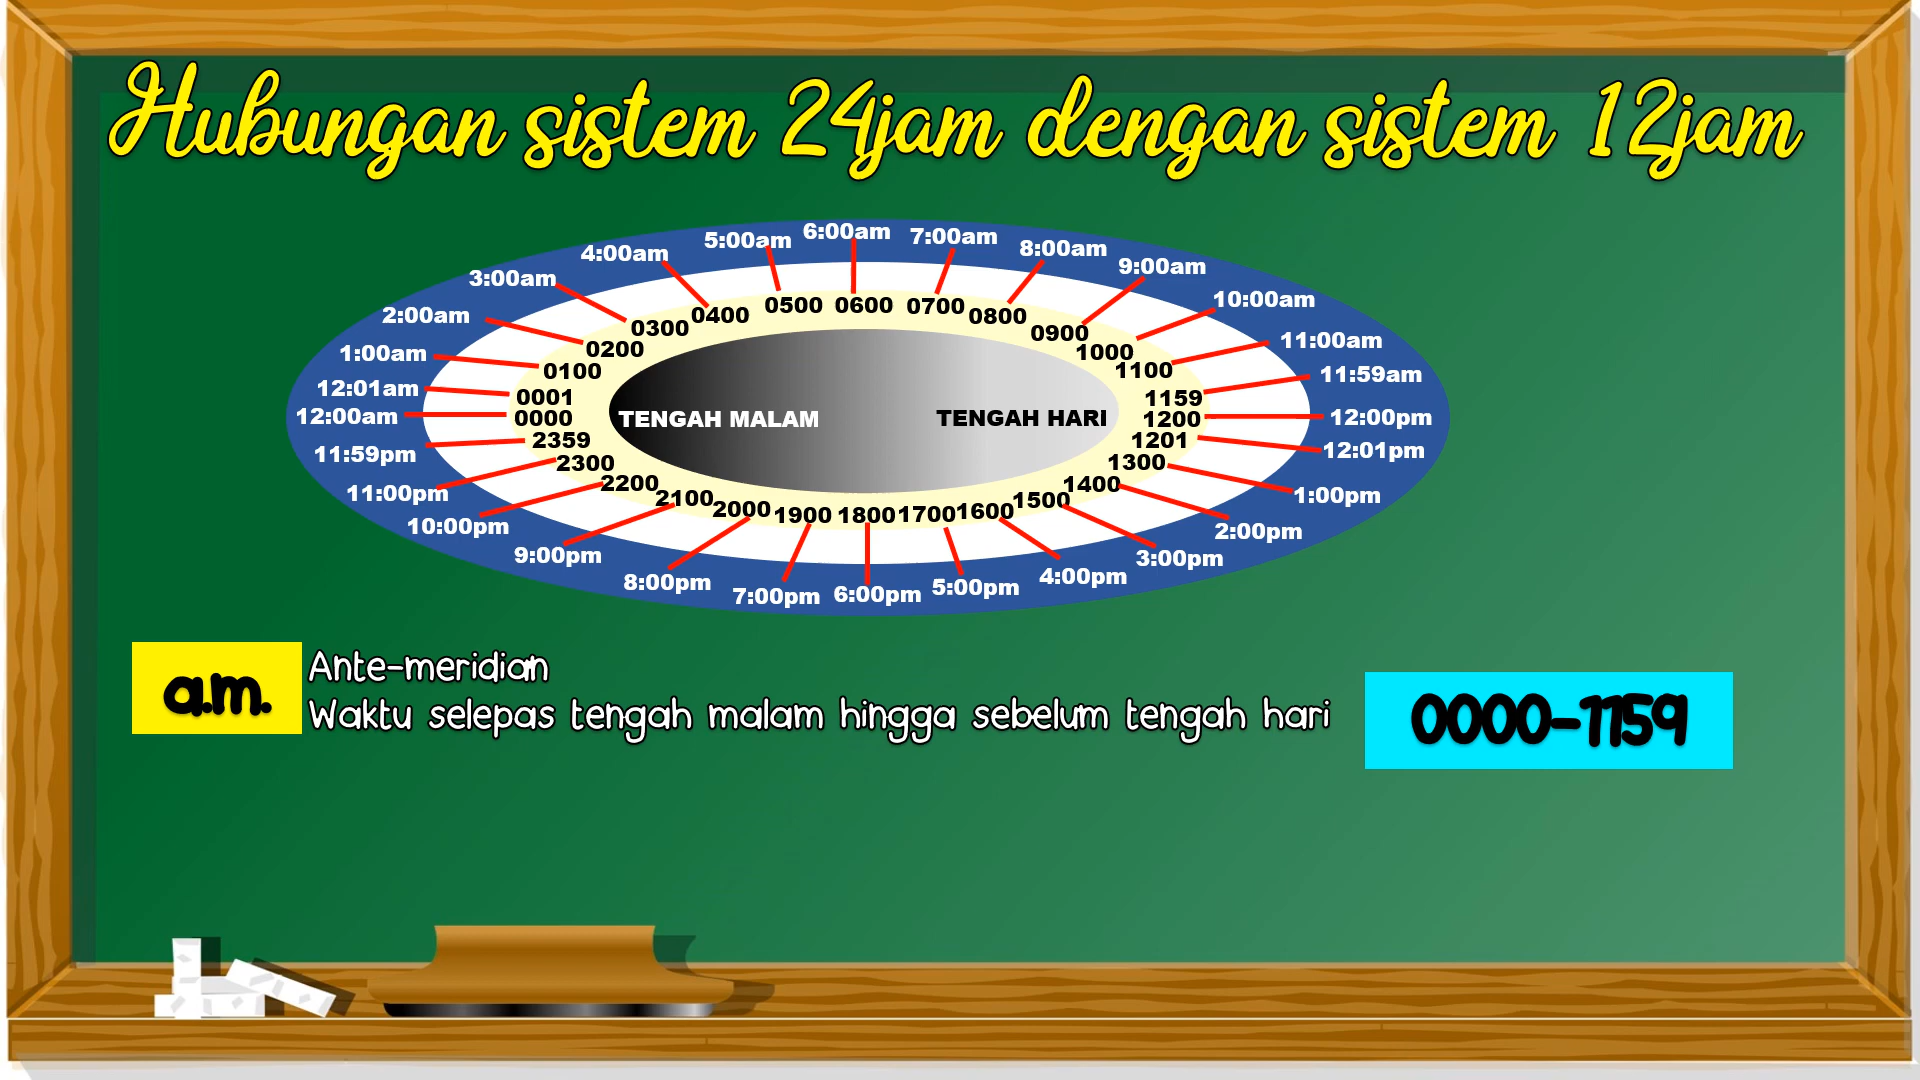 Hubungan sistem 24jam dengan sistem 12jam
6:00am
5:00am
7:00am
4:00am
8:00am
3:00am
9:00am
2:00am
10:00am
1:00am
11:00am
12:01am
11:59am
12:00am
12:00pm
11:59pm
12:01pm
11:00pm
1:00pm
10:00pm
2:00pm
9:00pm
3:00pm
8:00pm
4:00pm
7:00pm
6:00pm
5:00pm
0500 0600 0700
0400 0800
0300 0900
0200 1000
0100 1100
0001 1159
0000 1200
2359 1201
2300 1300
2200 1400
2100 1500
2000 1900 1800 1700 1600
TENGAH MALAM TENGAH HARI
a.m.
Ante-meridian
Waktu selepas tengah malam hingga sebelum tengah hari
0000-1159